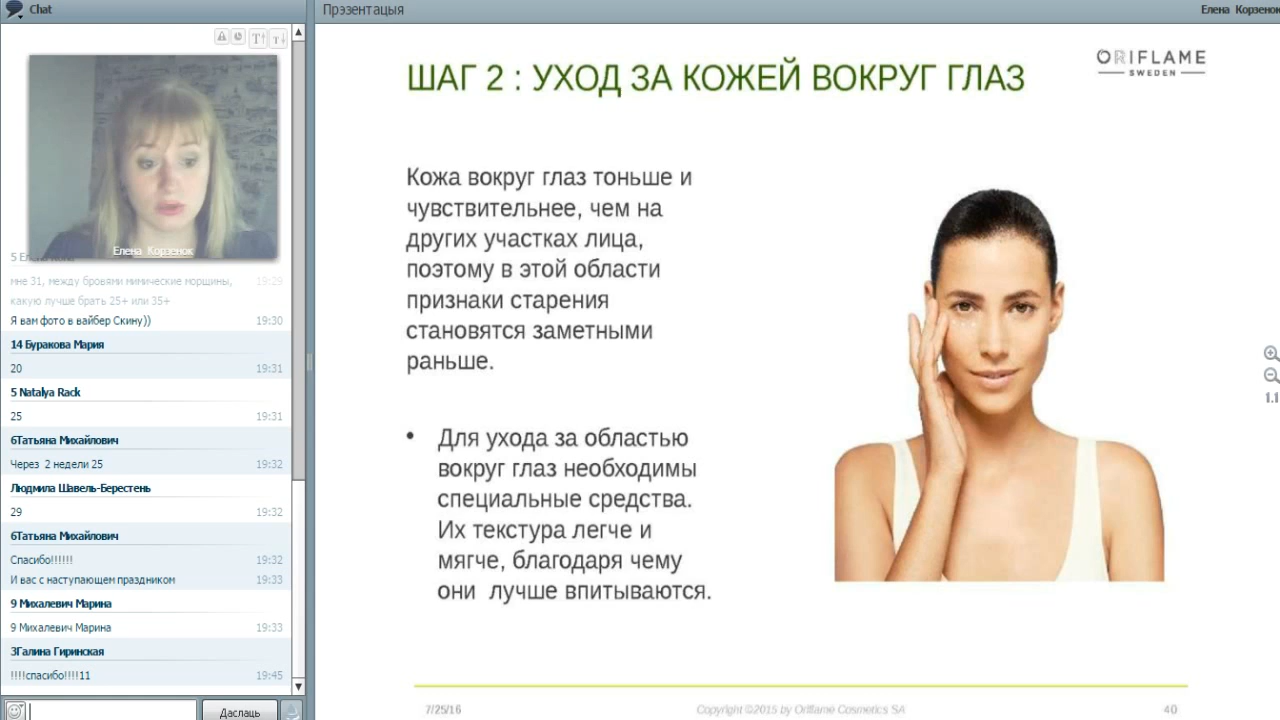 Chat
Елена Корзенок
мне 31, между бровями мимические морщины, 19:29
какую лучше брать 25+ или 35+
Я вам фото в вайбер Скину)) 19:30
14 Буракова Мария
20 19:31
5 Natalya Rack
25 19:31
6Татьяна Михайлович
Через 2 недели 25 19:32
Людмила Шавель-Берестень
29 19:32
6Татьяна Михайлович
Спасибо!!!!!! 19:32
И вас с наступающем праздником 19:33
9 Михалевич Марина
9 Михалевич Марина 19:33
3Галина Гиринская
!!!!спасибо!!!!11 19:45
Даслаць
Прэзентацыя
Елена Корзенок
ORIFLAME
SWEDEN
ШАГ 2 : УХОД ЗА КОЖЕЙ ВОКРУГ ГЛАЗ
Кожа вокруг глаз тоньше и
чувствительнее, чем на
других участках лица,
поэтому в этой области
признаки старения
становятся заметными
раньше.
• Для ухода за областью
вокруг глаз необходимы
специальные средства.
Их текстура легче и
мягче, благодаря чему
они лучше впитываются.
1.1
7/25/16
Copyright ©2015 by Oriflame Cosmetics SA
40